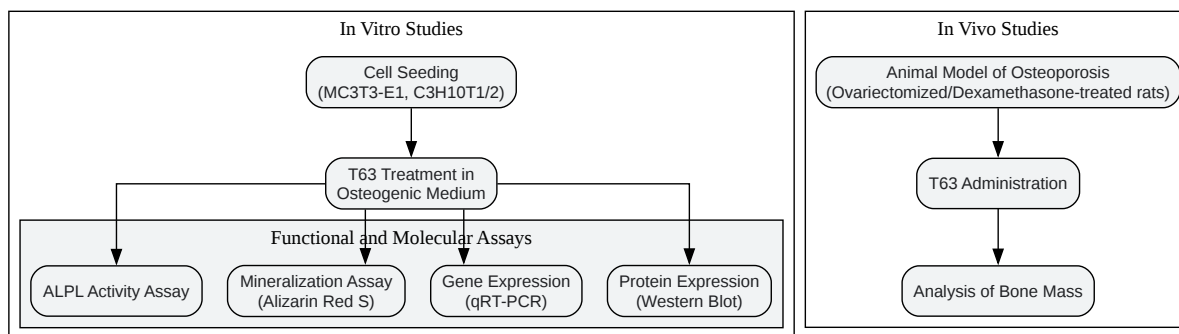 In Vitro Studies
Cell Seeding
(MC3T3-E1, C3H10T1/2)
T63 Treatment in
Osteogenic Medium
Functional and Molecular Assays
ALPL Activity Assay
Mineralization Assay
(Alizarin Red S)
Gene Expression
(qRT-PCR)
Protein Expression
(Western Blot)
In Vivo Studies
Animal Model of Osteoporosis
(Ovariectomized/Dexamethasone-treated rats)
T63 Administration
Analysis of Bone Mass